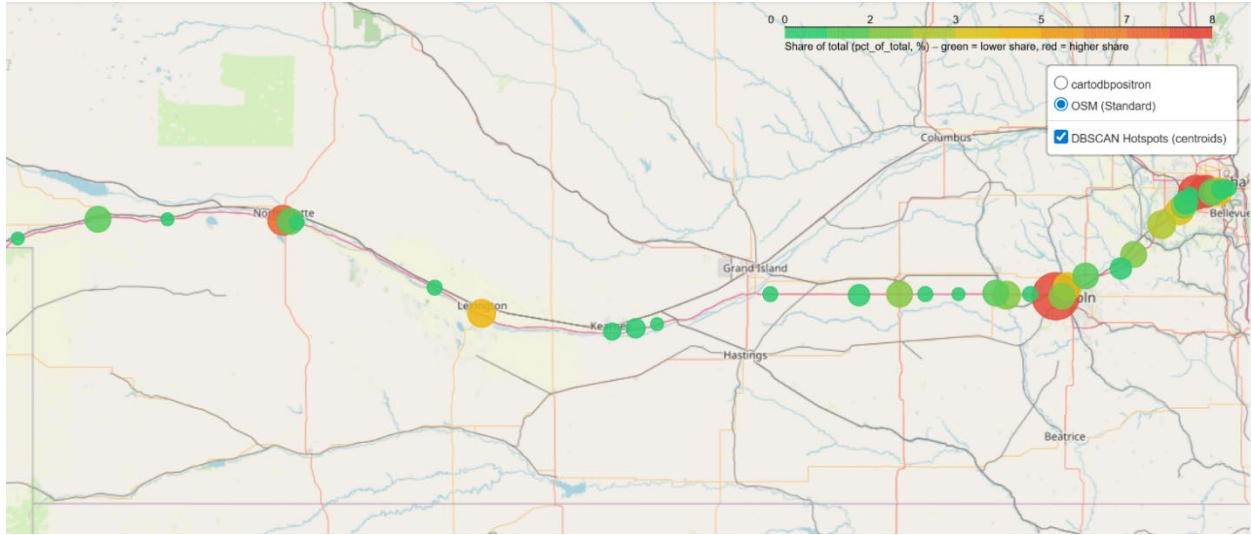 0 0 2 3 5 7 8
Share of total (pct_of_total, %) – green = lower share, red = higher share
cartodbpositron
OSM (Standard)
DBSCAN Hotspots (centroids)
Columbus
Bellevue
Grand Island
Hastings
Beatrice